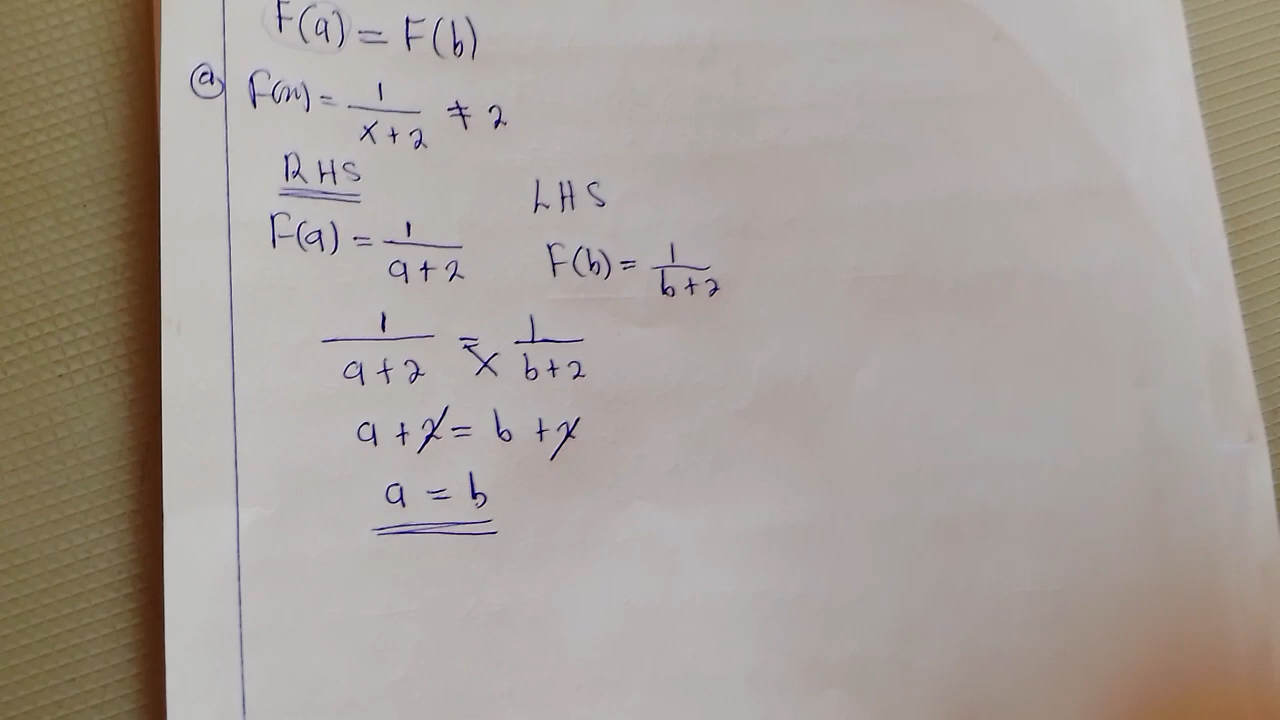 F(a) = F(b)
(a) F(x) = 1/(x+2) ≠ 2
RHS LHS
F(a) = 1/(a+2) F(b) = 1/(b+2)
1/(a+2) = 1/(b+2)
a + 2 = b + 2
a = b